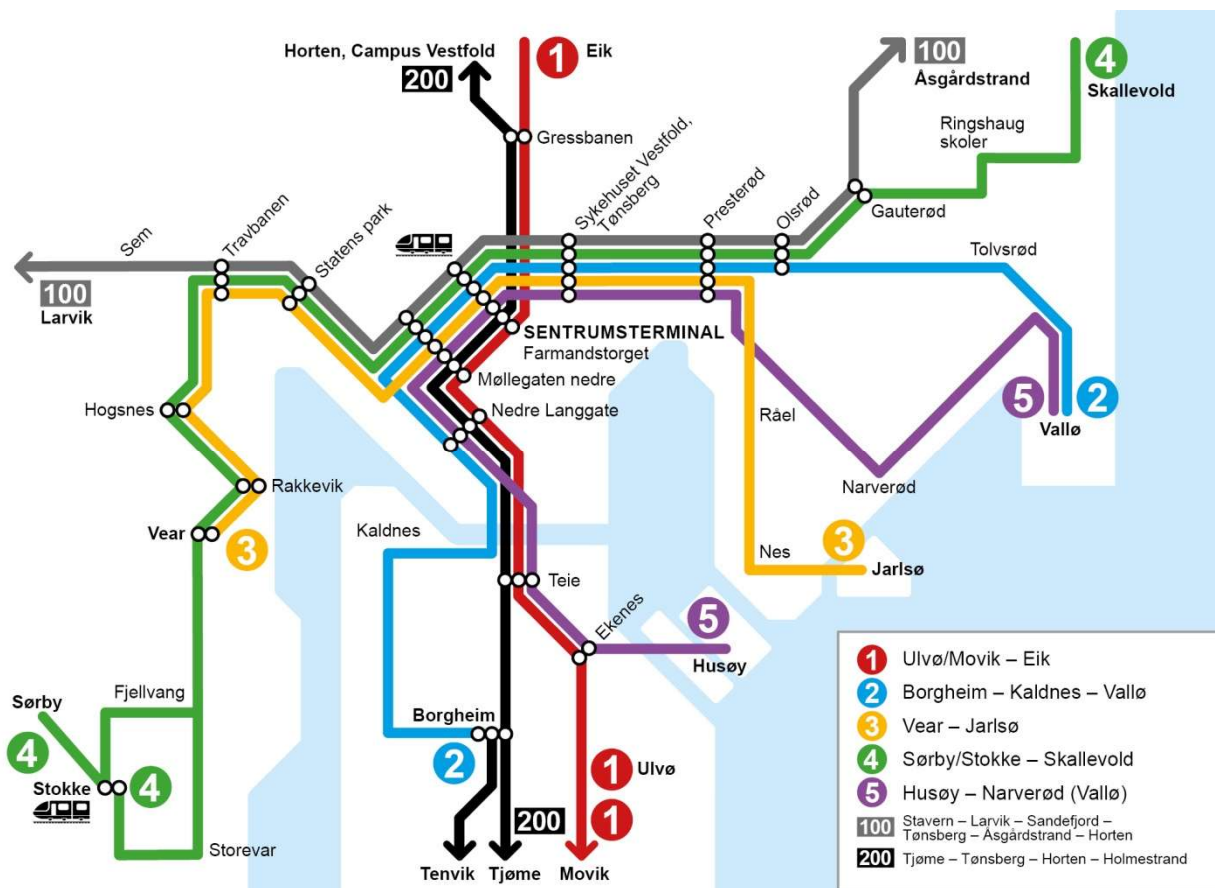 Horten, Campus Vestfold
200
1 Eik
100
Åsgårdstrand
4
Skallevold
Gressbanen
Sykehuset Vestfold,
Tønsberg
Presterød
Olsrød
Ringshaug
skoler
Gauterød
Tolvsrød
Sem
Travbanen
Statens park
100
Larvik
SENTRUMSTERMINAL
Farmandstorget
Møllegaten nedre
Nedre Langgate
Hogsnes
Råel
5
2
Vallø
Rakkevik
Narverød
Vear
3
Kaldnes
Teie
Nes
3
Jarlsø
Ekenes
5
Husøy
Fjellvang
Sørby
4
Stokke
4
Storevar
Borgheim
2
1 Ulvø
200
1
Tenvik
Tjøme
Movik
1 Ulvø/Movik – Eik
2 Borgheim – Kaldnes – Vallø
3 Vear – Jarlsø
4 Sørby/Stokke – Skallevold
5 Husøy – Narverød (Vallø)
100 Stavern – Larvik – Sandefjord –
Tønsberg – Åsgårdstrand – Horten
200 Tjøme – Tønsberg – Horten – Holmestrand